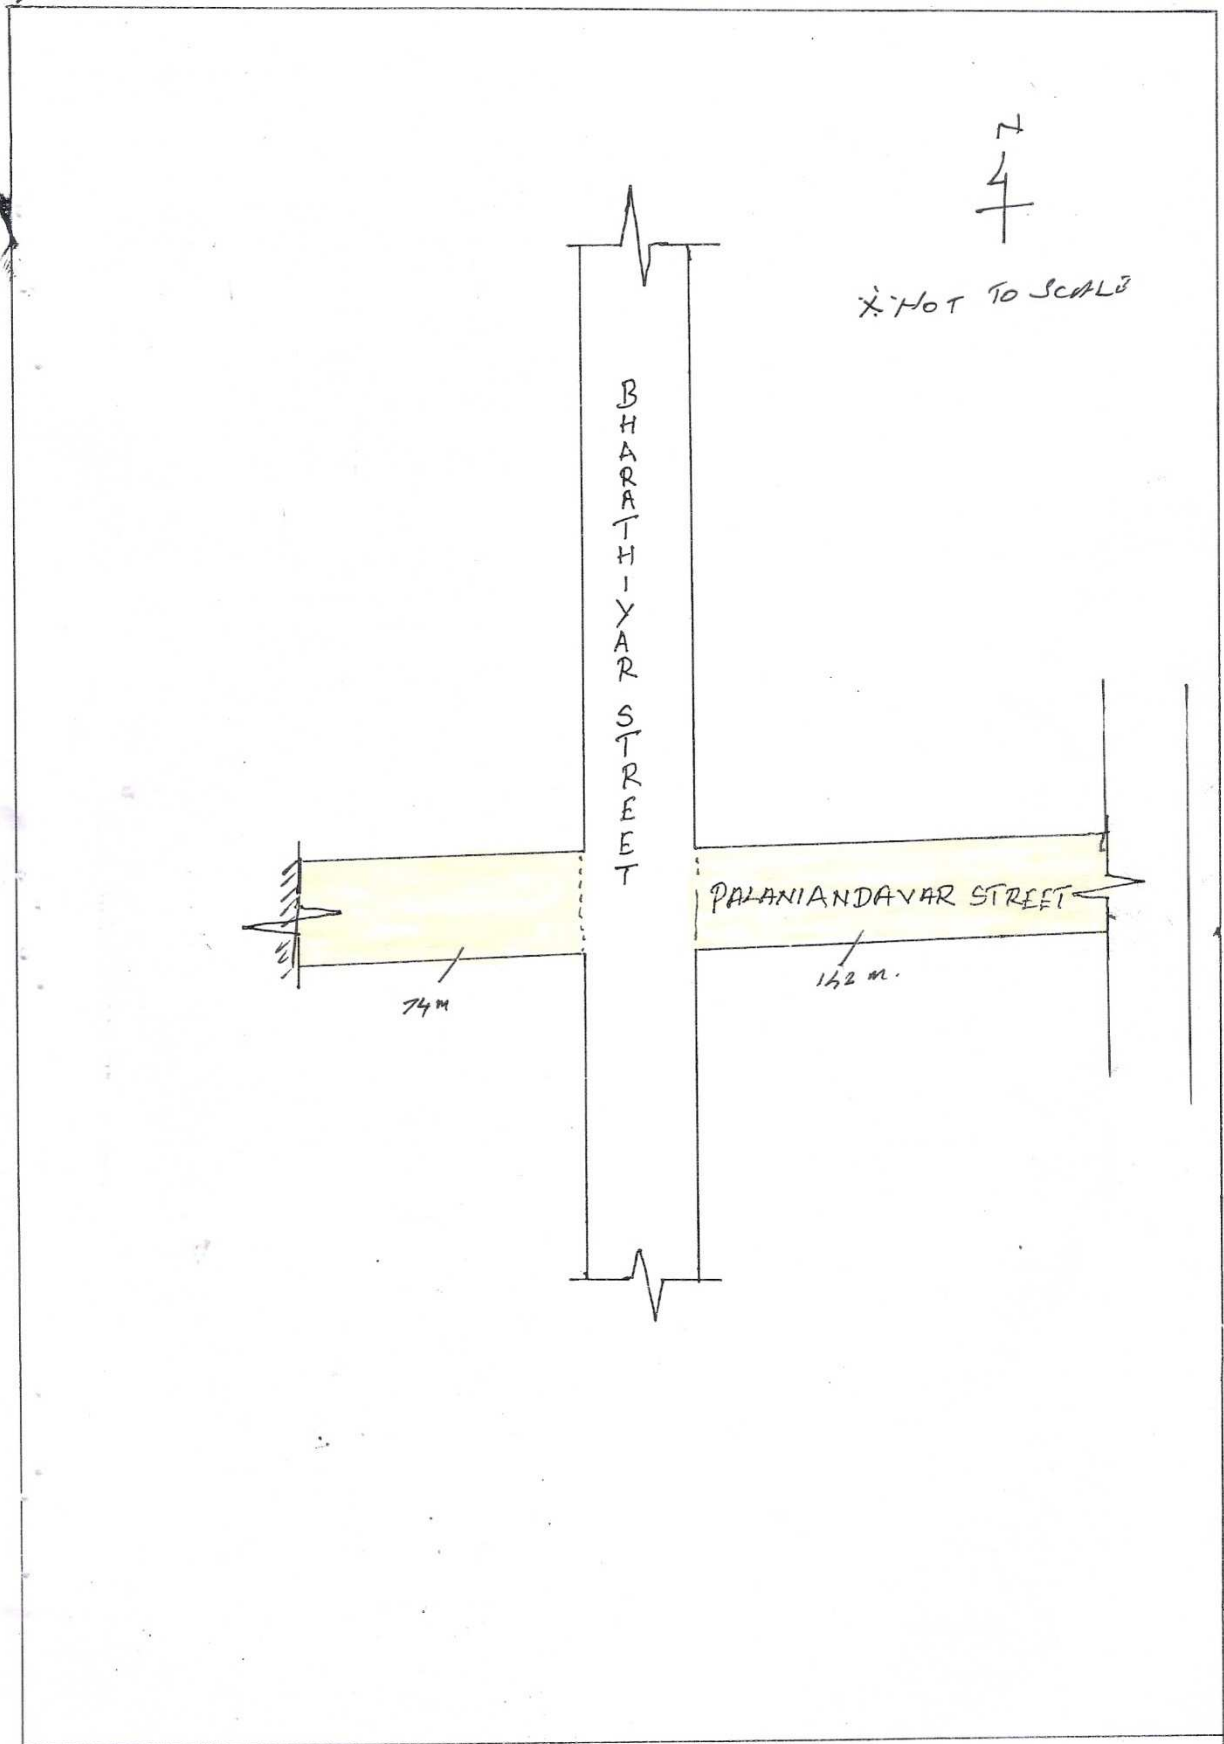 N
※ NOT TO SCALE
BHARATHIYAR STREET
PALANIANDAVAR STREET
74m
142 m.